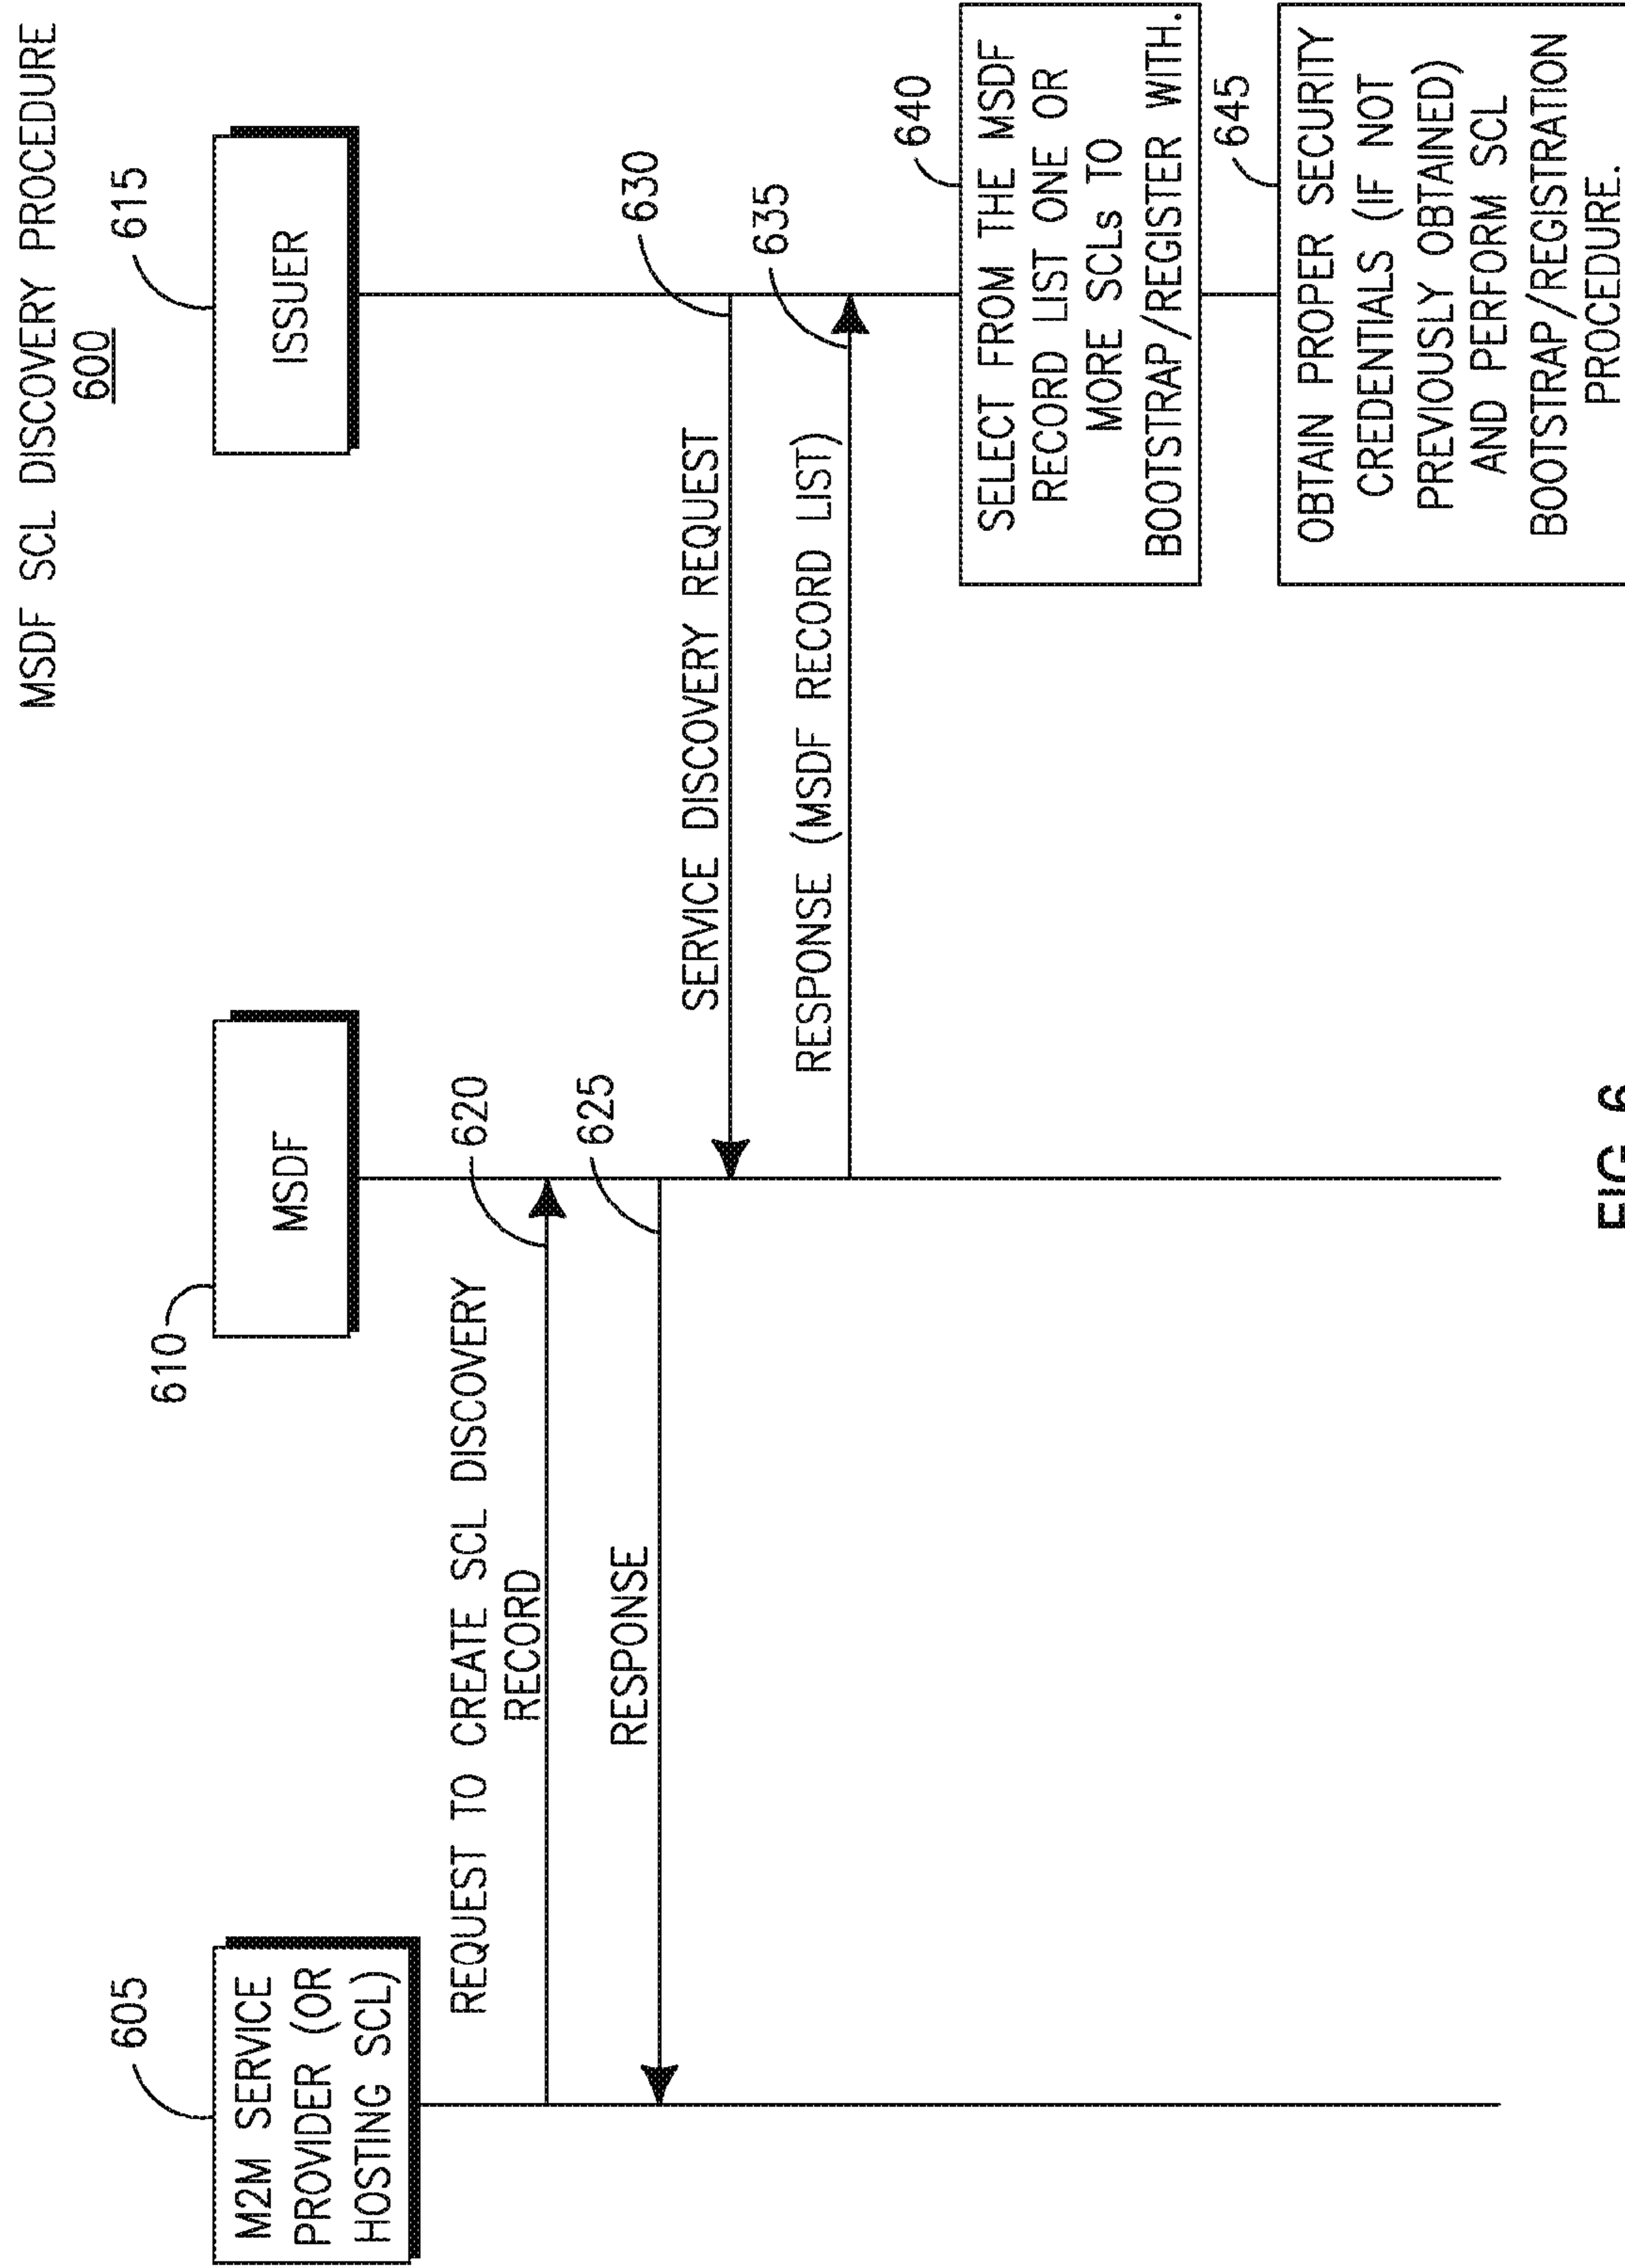 MSDF SCL DISCOVERY PROCEDURE
600
605
M2M SERVICE
PROVIDER (OR
HOSTING SCL)
610
MSDF
615
ISSUER
REQUEST TO CREATE SCL DISCOVERY
RECORD
620
RESPONSE
625
SERVICE DISCOVERY REQUEST
630
RESPONSE (MSDF RECORD LIST)
635
640
SELECT FROM THE MSDF
RECORD LIST ONE OR
MORE SCLs TO
BOOTSTRAP/REGISTER WITH.
645
OBTAIN PROPER SECURITY
CREDENTIALS (IF NOT
PREVIOUSLY OBTAINED)
AND PERFORM SCL
BOOTSTRAP/REGISTRATION
PROCEDURE.
FIG. 6